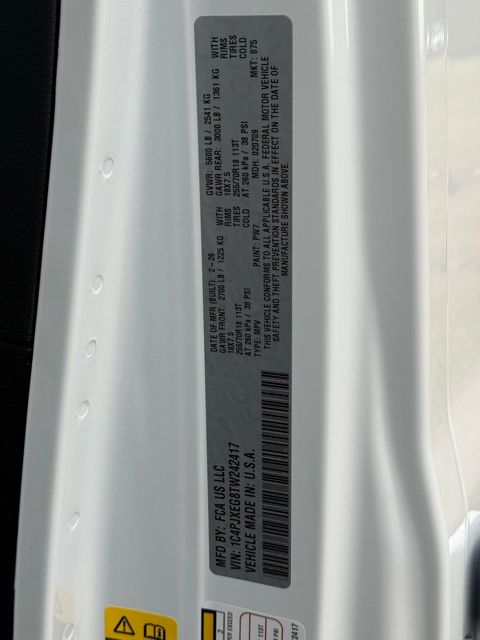 MFD BY: FCA US LLC
VIN: 1C4PJXEG8TW242417
VEHICLE MADE IN: U.S.A.
DATE OF MFR (BUILT): 2-26
GVWR: 5600 LB / 2541 KG
GAWR FRONT: 2700 LB / 1225 KG WITH
GAWR REAR: 3000 LB / 1361 KG WITH
18X7.5 RIMS
18X7.5 RIMS
255/70R18 113T TIRES
255/70R18 113T TIRES
AT 260 kPa / 38 PSI COLD
AT 260 kPa / 38 PSI COLD
TYPE: MPV PAINT: PW7 MDH: 020709 MKT: 875
THIS VEHICLE CONFORMS TO ALL APPLICABLE U.S.A. FEDERAL MOTOR VEHICLE
SAFETY AND THEFT PREVENTION STANDARDS IN EFFECT ON THE DATE OF
MANUFACTURE SHOWN ABOVE.
2
113T
PSI
2417